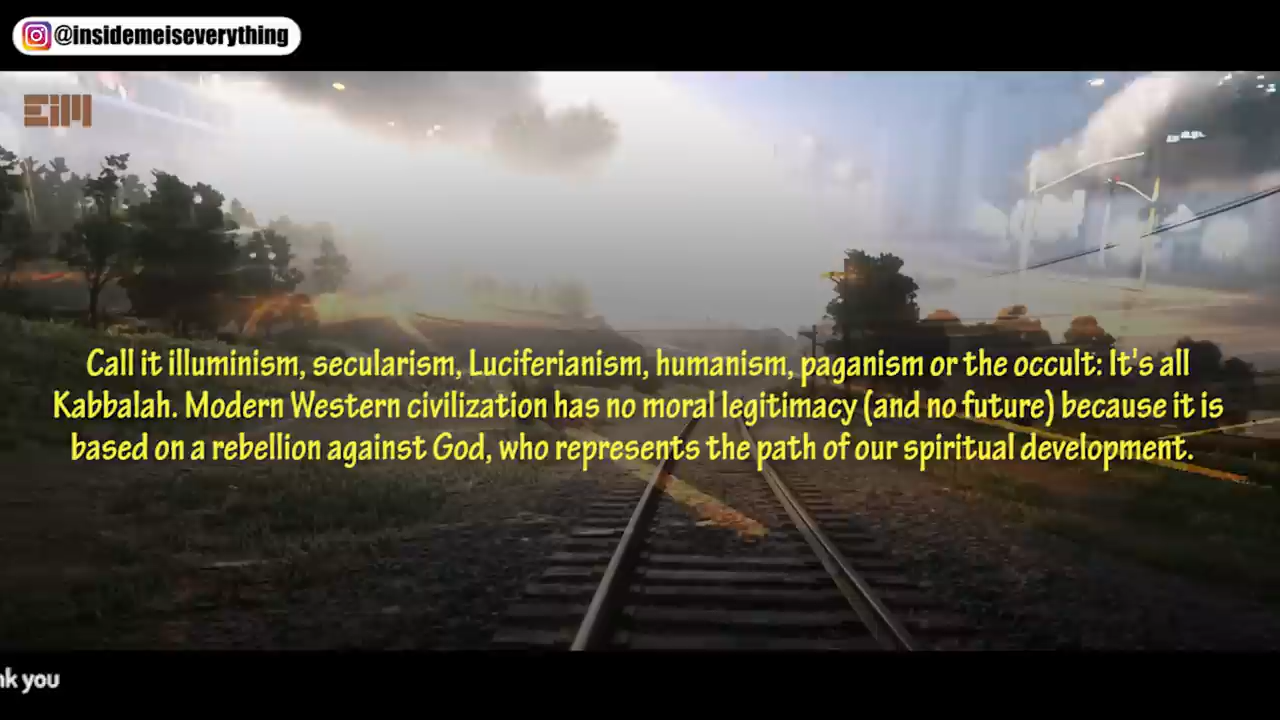 @insidemeiseverything
EiM
Call it illuminism, secularism, Luciferianism, humanism, paganism or the occult: It's all
Kabbalah. Modern Western civilization has no moral legitimacy (and no future) because it is
based on a rebellion against God, who represents the path of our spiritual development.
you